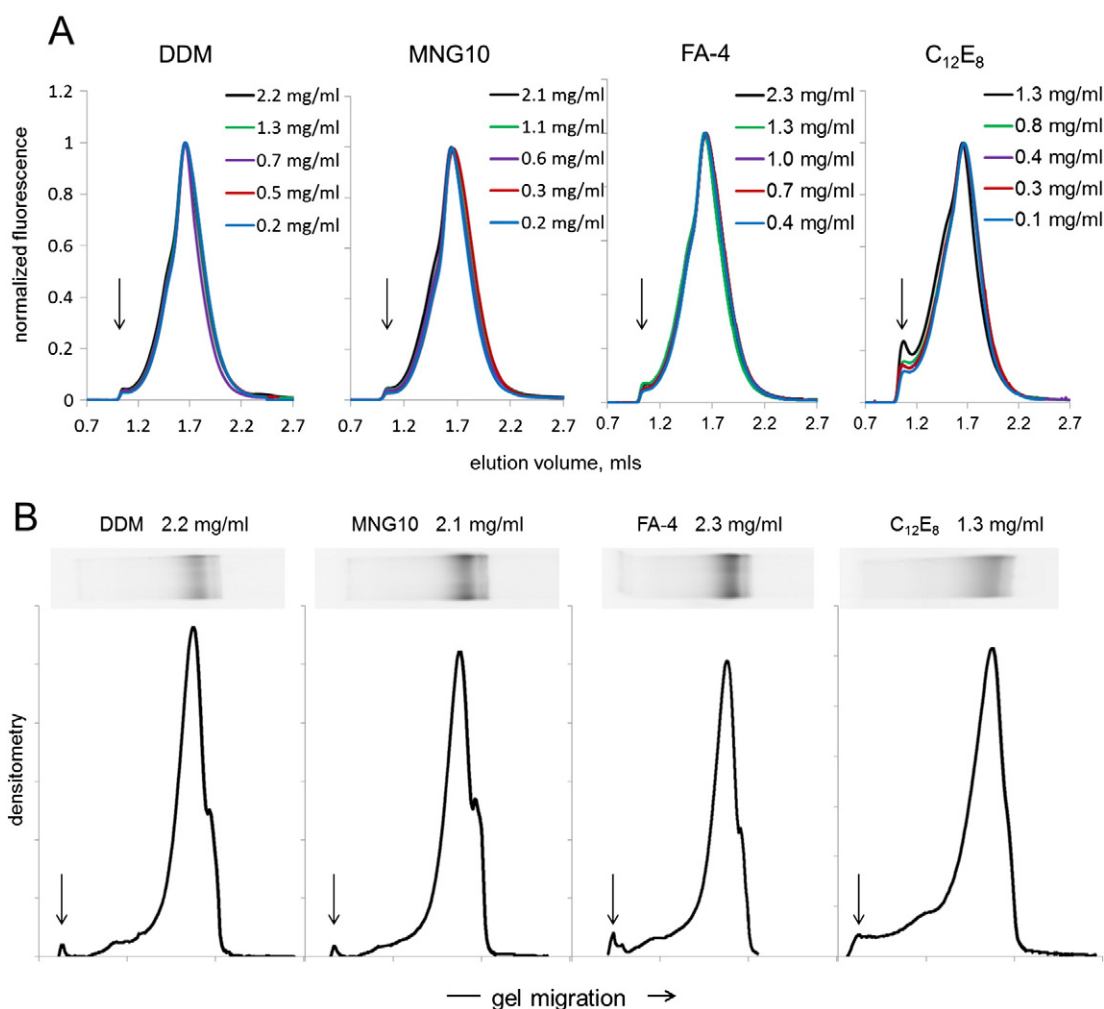 A
DDM
MNG10
FA-4
C₁₂E₈
2.2 mg/ml
1.3 mg/ml
0.7 mg/ml
0.5 mg/ml
0.2 mg/ml
2.1 mg/ml
1.1 mg/ml
0.6 mg/ml
0.3 mg/ml
0.2 mg/ml
2.3 mg/ml
1.3 mg/ml
1.0 mg/ml
0.7 mg/ml
0.4 mg/ml
1.3 mg/ml
0.8 mg/ml
0.4 mg/ml
0.3 mg/ml
0.1 mg/ml
normalized fluorescence
1.2
1
0.8
0.6
0.4
0.2
0
0.7 1.2 1.7 2.2 2.7
0.7 1.2 1.7 2.2 2.7
0.7 1.2 1.7 2.2 2.7
0.7 1.2 1.7 2.2 2.7
elution volume, mls
B
DDM 2.2 mg/ml
MNG10 2.1 mg/ml
FA-4 2.3 mg/ml
C₁₂E₈ 1.3 mg/ml
densitometry
gel migration